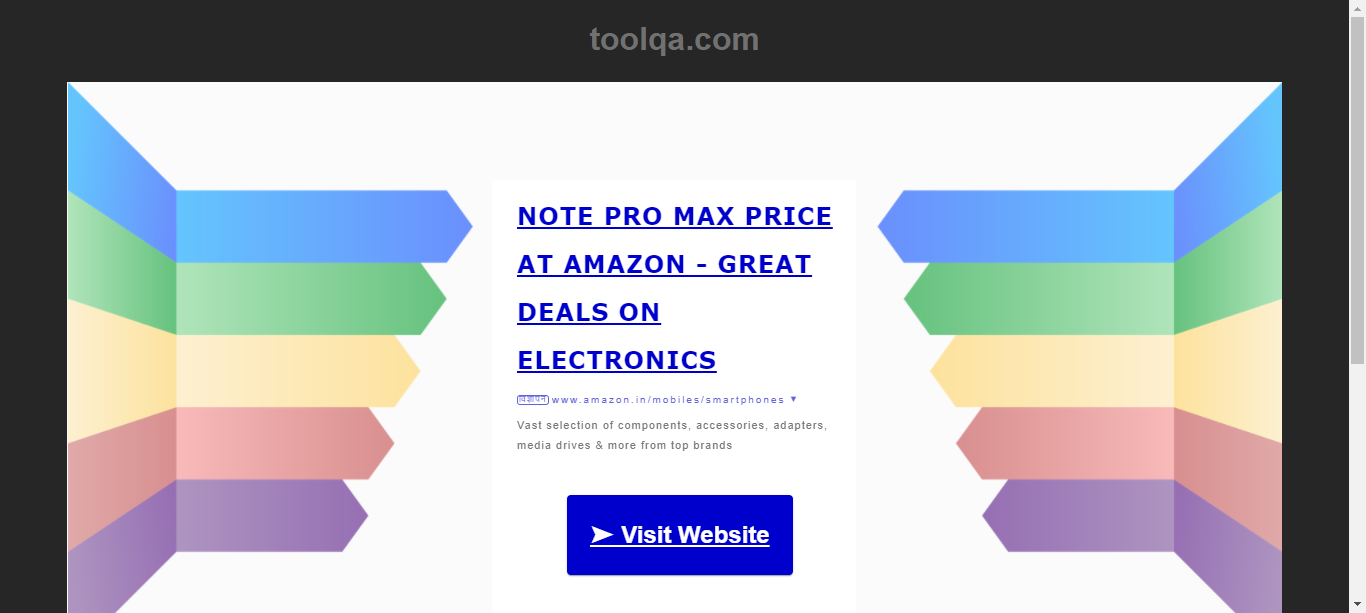 toolqa.com
NOTE PRO MAX PRICE
AT AMAZON - GREAT
DEALS ON
ELECTRONICS
विज्ञापन www.amazon.in/mobiles/smartphones ▼
Vast selection of components, accessories, adapters,
media drives & more from top brands
➤ Visit Website